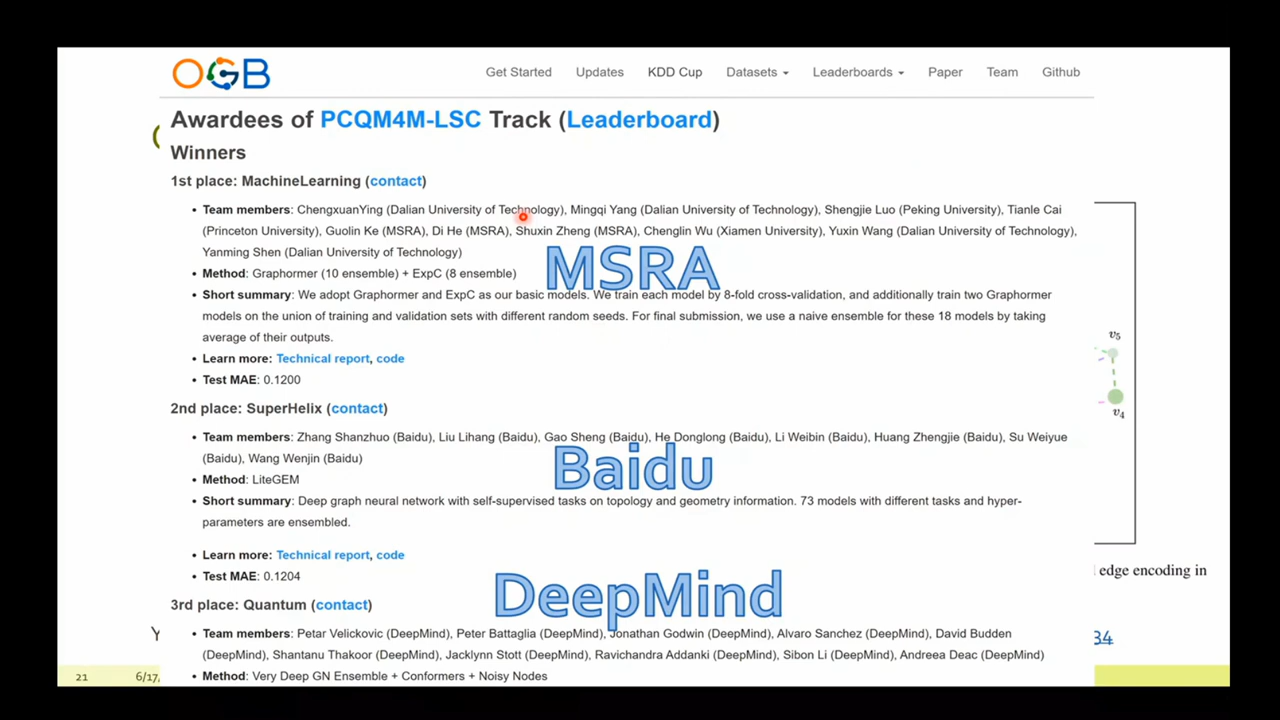 OGB
Get Started Updates KDD Cup Datasets Leaderboards Paper Team Github
Awardees of PCQM4M-LSC Track (Leaderboard)
Winners
1st place: MachineLearning (contact)
• Team members: ChengxuanYing (Dalian University of Technology), Mingqi Yang (Dalian University of Technology), Shengjie Luo (Peking University), Tianle Cai
(Princeton University), Guolin Ke (MSRA), Di He (MSRA), Shuxin Zheng (MSRA), Chenglin Wu (Xiamen University), Yuxin Wang (Dalian University of Technology),
Yanming Shen (Dalian University of Technology)
MSRA
• Method: Graphormer (10 ensemble) + ExpC (8 ensemble)
• Short summary: We adopt Graphormer and ExpC as our basic models. We train each model by 8-fold cross-validation, and additionally train two Graphormer
models on the union of training and validation sets with different random seeds. For final submission, we use a naive ensemble for these 18 models by taking
average of their outputs.
v5
• Learn more: Technical report, code
• Test MAE: 0.1200
v4
2nd place: SuperHelix (contact)
• Team members: Zhang Shanzhuo (Baidu), Liu Lihang (Baidu), Gao Sheng (Baidu), He Donglong (Baidu), Li Weibin (Baidu), Huang Zhengjie (Baidu), Su Weiyue
(Baidu), Wang Wenjin (Baidu)
Baidu
• Method: LiteGEM
• Short summary: Deep graph neural network with self-supervised tasks on topology and geometry information. 73 models with different tasks and hyper-
parameters are ensembled.
• Learn more: Technical report, code
• Test MAE: 0.1204
edge encoding in
DeepMind
3rd place: Quantum (contact)
• Team members: Petar Velickovic (DeepMind), Peter Battaglia (DeepMind), Jonathan Godwin (DeepMind), Alvaro Sanchez (DeepMind), David Budden
(DeepMind), Shantanu Thakoor (DeepMind), Jacklynn Stott (DeepMind), Ravichandra Addanki (DeepMind), Sibon Li (DeepMind), Andreea Deac (DeepMind)
34
• Method: Very Deep GN Ensemble + Conformers + Noisy Nodes
21 6/17,